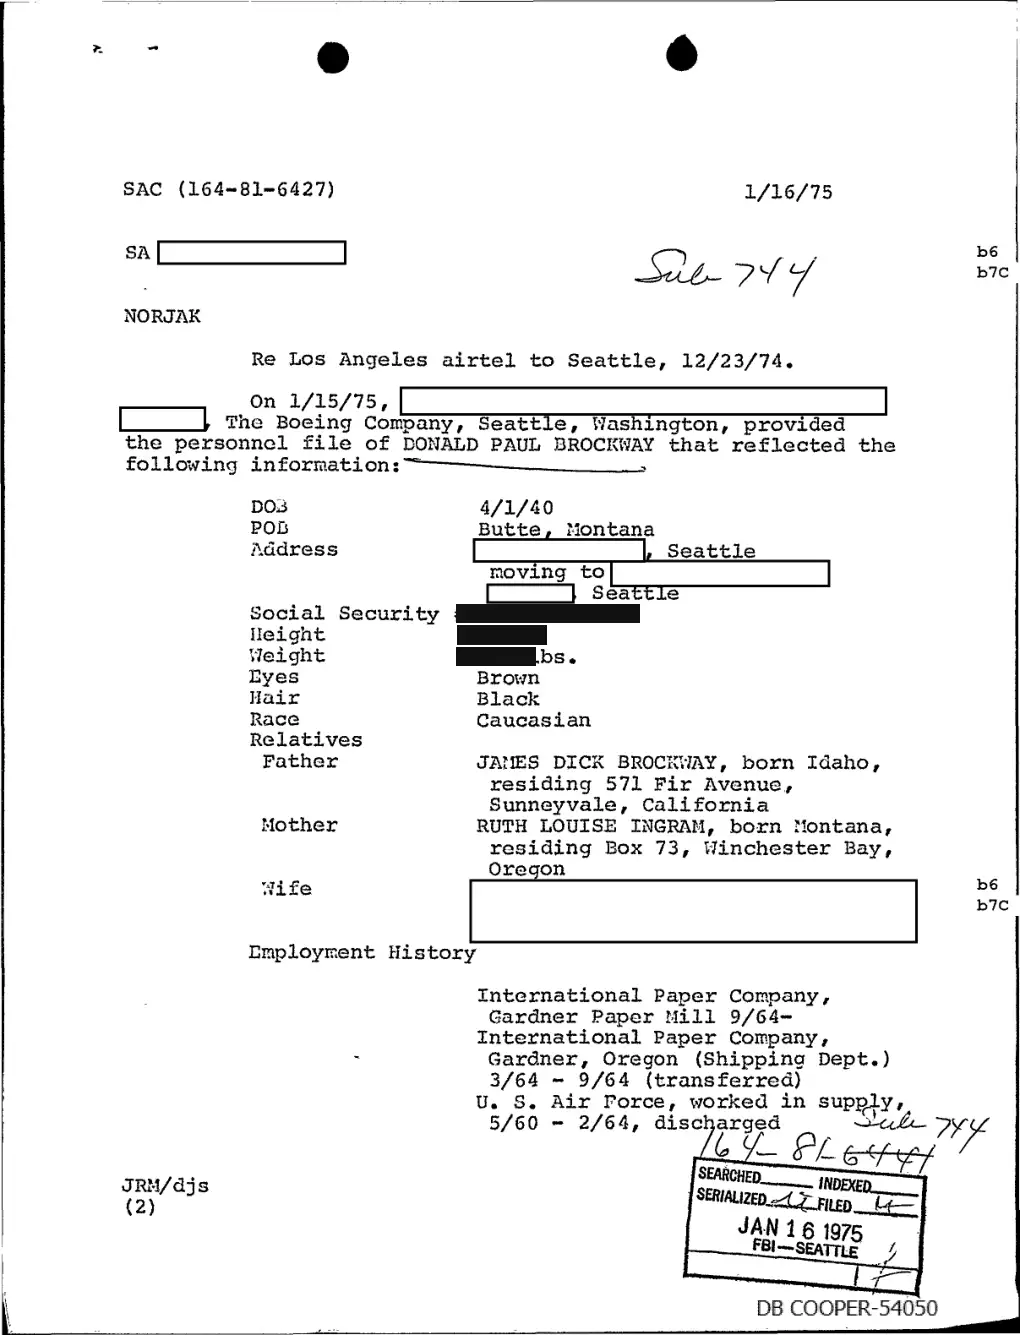 SAC (164-81-6427) 1/16/75
SA b6
b7C
Sub 744
NORJAK
Re Los Angeles airtel to Seattle, 12/23/74.
On 1/15/75,
, The Boeing Company, Seattle, Washington, provided
the personnel file of DONALD PAUL BROCKWAY that reflected the
following information:
DOB 4/1/40
POB Butte, Montana
Address , Seattle
moving to
, Seattle
Social Security #
Height
Weight lbs.
Eyes Brown
Hair Black
Race Caucasian
Relatives
Father JAMES DICK BROCKWAY, born Idaho,
residing 571 Fir Avenue,
Sunneyvale, California
Mother RUTH LOUISE INGRAM, born Montana,
residing Box 73, Winchester Bay,
Oregon
Wife b6
b7C
Employment History
International Paper Company,
Gardner Paper Mill 9/64-
International Paper Company,
Gardner, Oregon (Shipping Dept.)
3/64 - 9/64 (transferred)
U. S. Air Force, worked in supply,
5/60 - 2/64, discharged
Sub 744
164-81-6441
JRM/djs
(2)
SEARCHED INDEXED
SERIALIZED FILED
JAN 16 1975
FBI—SEATTLE
DB COOPER-54050